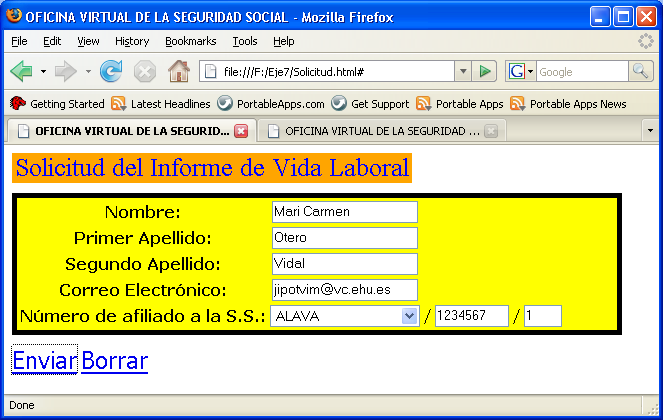 OFICINA VIRTUAL DE LA SEGURIDAD SOCIAL - Mozilla Firefox
File Edit View History Bookmarks Tools Help
file:///F:/Eje7/Solicitud.html# G Google
Getting Started Latest Headlines PortableApps.com Get Support Portable Apps Portable Apps News
OFICINA VIRTUAL DE LA SEGURID... OFICINA VIRTUAL DE LA SEGURIDAD ...
Solicitud del Informe de Vida Laboral
Nombre: Mari Carmen
Primer Apellido: Otero
Segundo Apellido: Vidal
Correo Electrónico: jipotvim@vc.ehu.es
Número de afiliado a la S.S.: ALAVA / 1234567 / 1
Enviar Borrar
Done